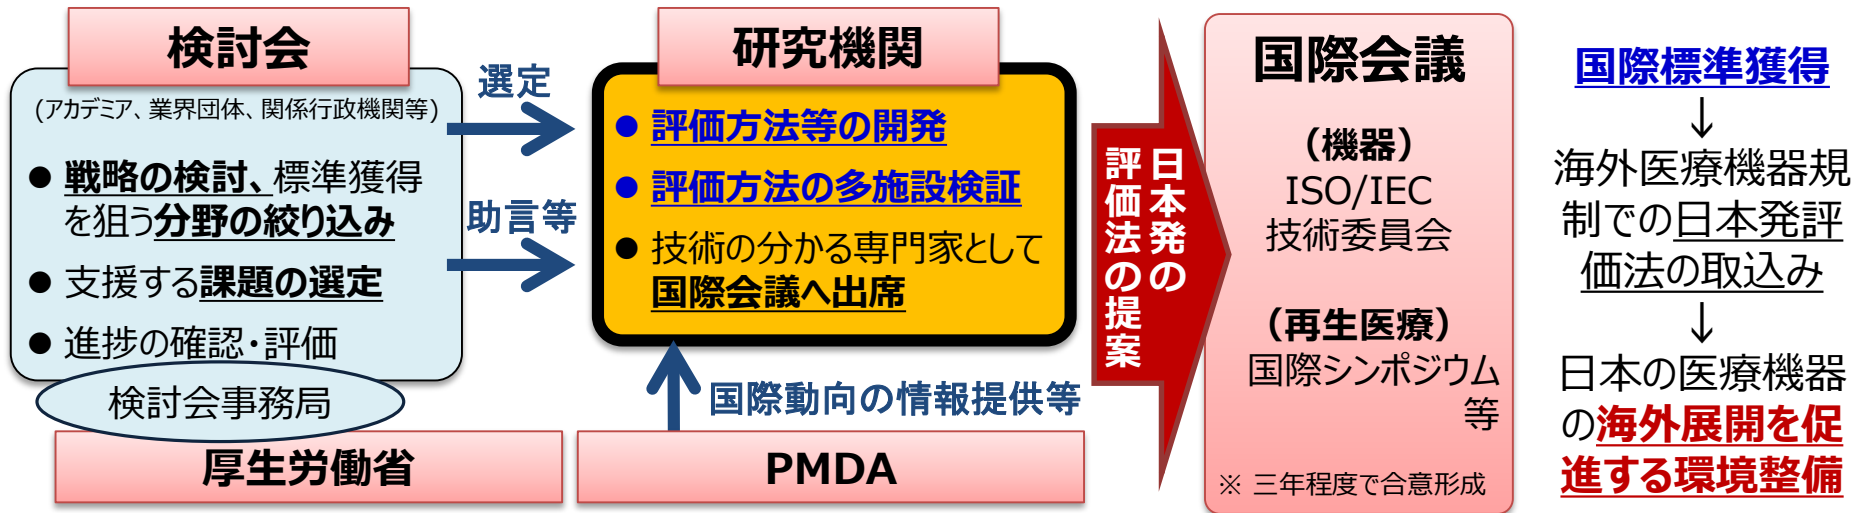 検討会
(アカデミア、業界団体、関係行政機関等)
● 戦略の検討、標準獲得
を狙う分野の絞り込み
● 支援する課題の選定
● 進捗の確認・評価
検討会事務局
厚生労働省
選定
助言等
研究機関
● 評価方法等の開発
● 評価方法の多施設検証
● 技術の分かる専門家として
国際会議へ出席
国際動向の情報提供等
PMDA
日本発の
評価法の提案
国際会議
（機器）
ISO/IEC
技術委員会
（再生医療）
国際シンポジウム
等
※ 三年程度で合意形成
国際標準獲得
↓
海外医療機器規
制での日本発評
価法の取込み
↓
日本の医療機器
の海外展開を促
進する環境整備